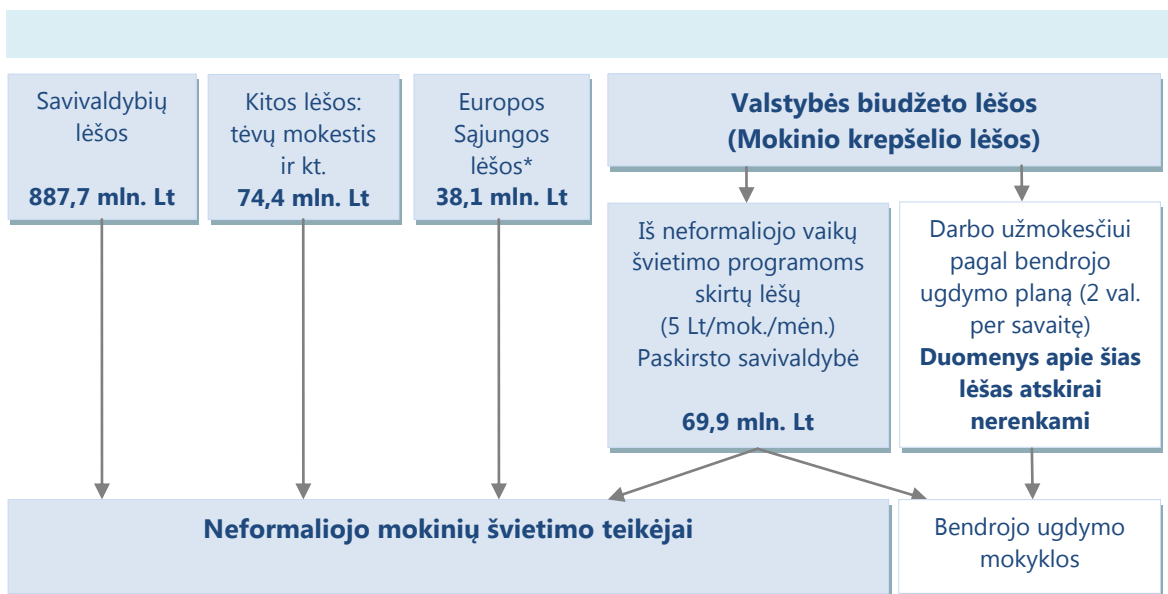 Savivaldybių
lėšos
887,7 mln. Lt
Kitos lėšos:
tėvų mokestis
ir kt.
74,4 mln. Lt
Europos
Sąjungos
lėšos*
38,1 mln. Lt
Valstybės biudžeto lėšos
(Mokinio krepšelio lėšos)
Iš neformaliojo vaikų
švietimo programoms
skirtų lėšų
(5 Lt/mok./mėn.)
Paskirsto savivaldybė
69,9 mln. Lt
Darbo užmokesčiui
pagal bendrojo
ugdymo planą (2 val.
per savaitę)
Duomenys apie šias
lėšas atskirai
nerenkami
Neformaliojo mokinių švietimo teikėjai
Bendrojo ugdymo
mokyklos